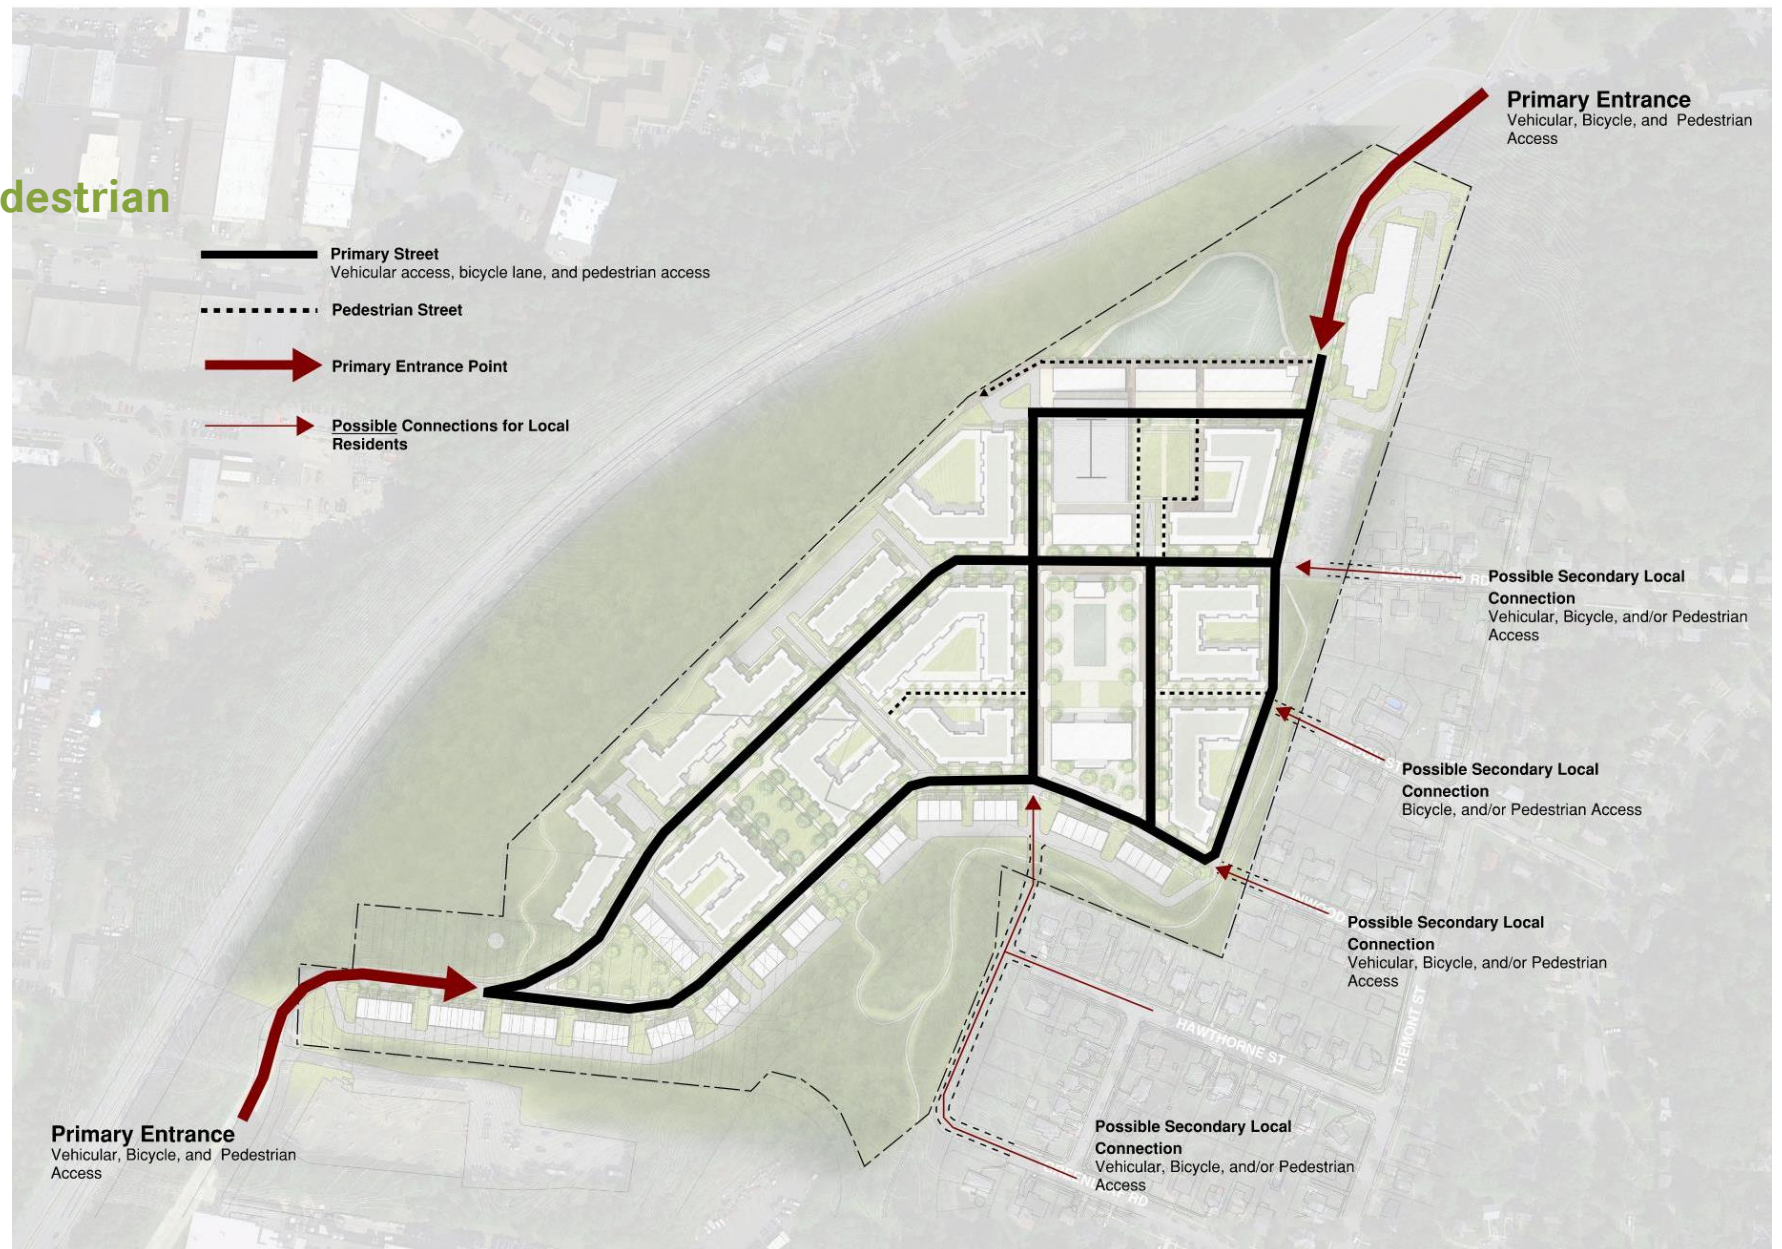 Primary Entrance
Vehicular, Bicycle, and Pedestrian
Access
destrian
Primary Street
Vehicular access, bicycle lane, and pedestrian access
Pedestrian Street
Primary Entrance Point
Possible Connections for Local
Residents
LOCKWOOD RD
Possible Secondary Local
Connection
Vehicular, Bicycle, and/or Pedestrian
Access
Possible Secondary Local
Connection
Bicycle, and/or Pedestrian Access
Possible Secondary Local
Connection
Vehicular, Bicycle, and/or Pedestrian
Access
HAWTHORNE ST
TREMONT ST
Primary Entrance
Vehicular, Bicycle, and Pedestrian
Access
Possible Secondary Local
Connection
Vehicular, Bicycle, and/or Pedestrian
Access
RD